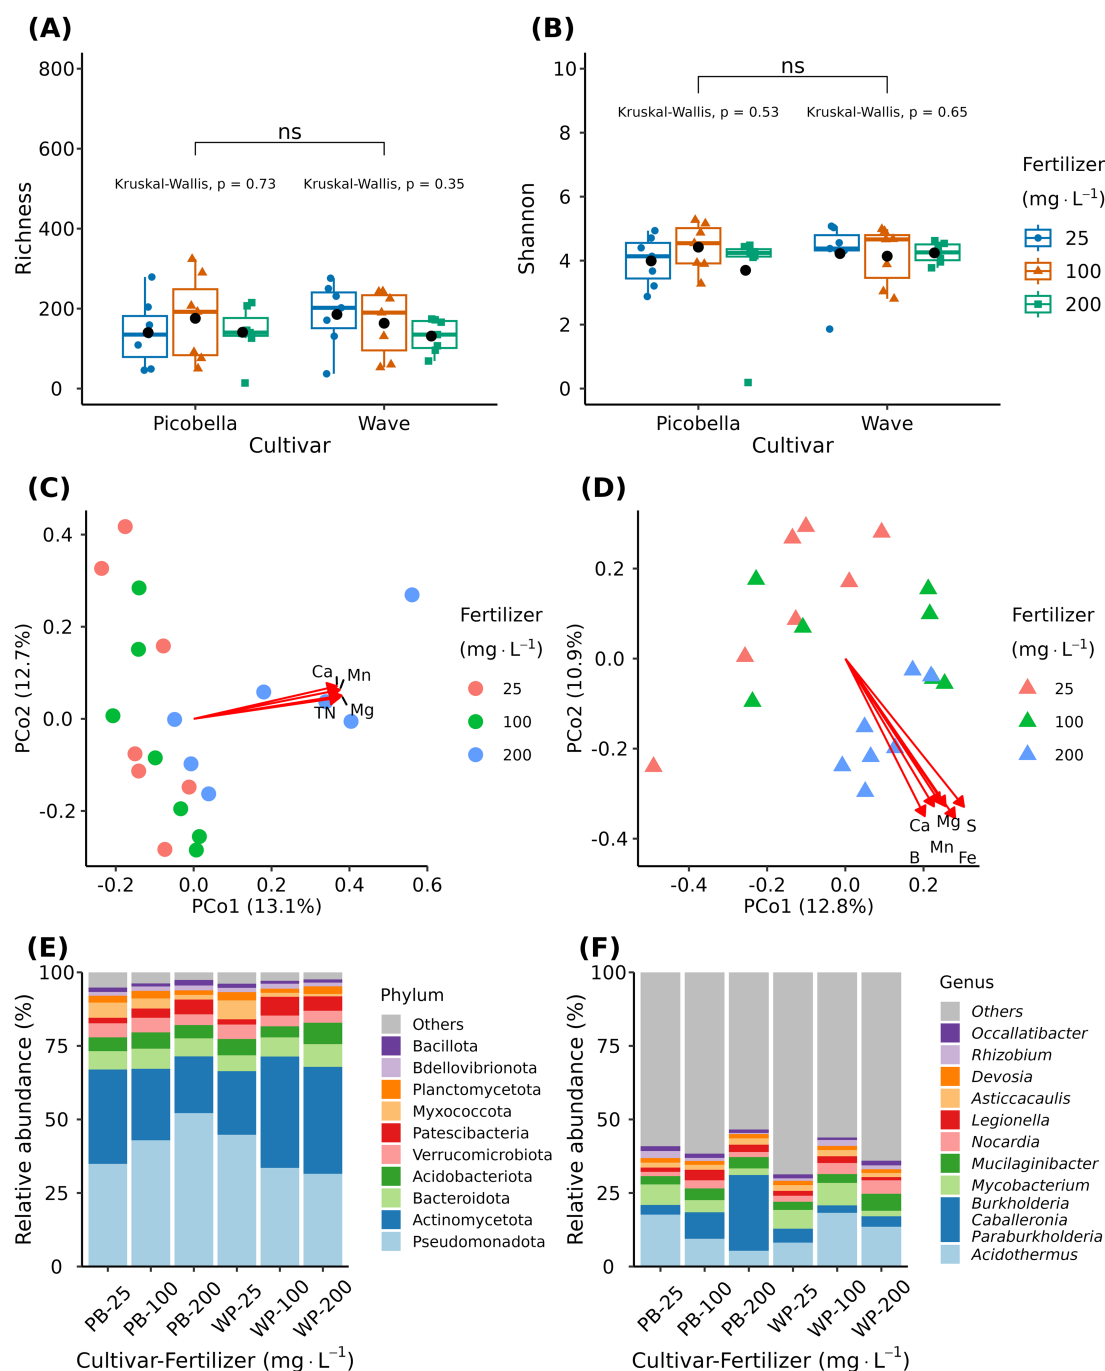 (A)
800
600
400
200
0
Richness
ns
Kruskal-Wallis, p = 0.73
Kruskal-Wallis, p = 0.35
Picobella
Wave
Cultivar
(B)
10
8
6
4
2
0
Shannon
ns
Kruskal-Wallis, p = 0.53
Kruskal-Wallis, p = 0.65
Picobella
Wave
Cultivar
Fertilizer
(mg · L⁻¹)
25
100
200
(C)
0.4
0.2
0.0
-0.2
PCo2 (12.7%)
Ca
Mn
TN
Mg
-0.2
0.0
0.2
0.4
0.6
PCo1 (13.1%)
Fertilizer
(mg · L⁻¹)
25
100
200
(D)
0.2
0.0
-0.2
-0.4
PCo2 (10.9%)
Ca
Mg
S
B
Mn
Fe
-0.4
-0.2
0.0
0.2
PCo1 (12.8%)
Fertilizer
(mg · L⁻¹)
25
100
200
(E)
100
75
50
25
0
Relative abundance (%)
PB-25
PB-100
PB-200
WP-25
WP-100
WP-200
Cultivar-Fertilizer (mg · L⁻¹)
Phylum
Others
Bacillota
Bdellovibrionota
Planctomycetota
Myxococcota
Patescibacteria
Verrucomicrobiota
Acidobacteriota
Bacteroidota
Actinomycetota
Pseudomonadota
(F)
100
75
50
25
0
Relative abundance (%)
PB-25
PB-100
PB-200
WP-25
WP-100
WP-200
Cultivar-Fertilizer (mg · L⁻¹)
Genus
Others
Occallatibacter
Rhizobium
Devosia
Asticcacaulis
Legionella
Nocardia
Mucilaginibacter
Mycobacterium
Burkholderia
Caballeronia
Paraburkholderia
Acidothermus